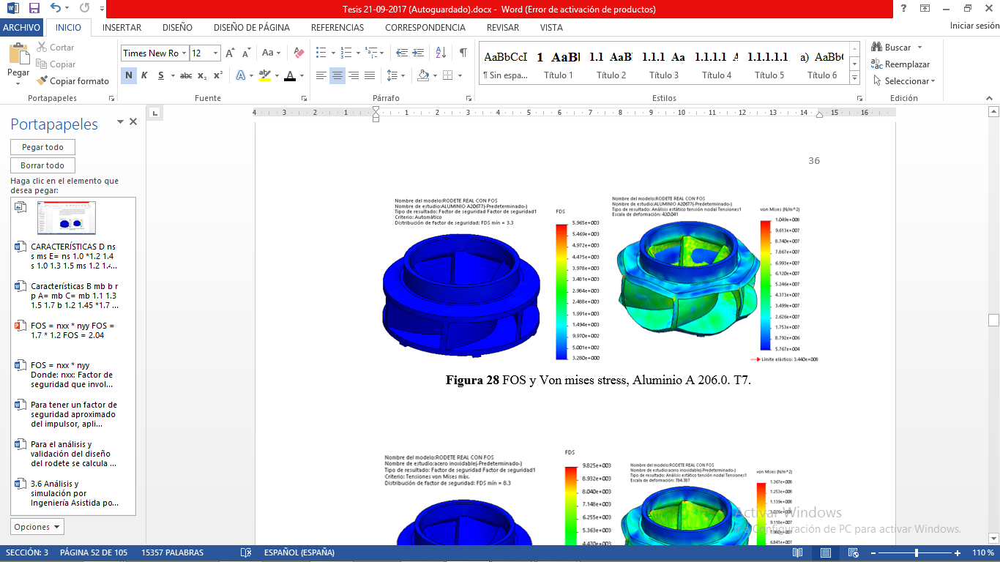 Tesis 21-09-2017 (Autoguardado).docx - Word (Error de activación de productos)
ARCHIVO INICIO INSERTAR DISEÑO DISEÑO DE PÁGINA REFERENCIAS CORRESPONDENCIA REVISAR VISTA Iniciar sesión
Pegar
Cortar
Copiar
Copiar formato
Portapapeles
Times New Ro 12 Aa
N K S abc x₂ x²
Fuente
Párrafo
AaBbCcI 1 AaBl 1.1 AaB 1.1.1 Aa 1.1.1.1 A 1.1.1.1.1 a) AaBb(
¶ Sin espa... Título 1 Título 2 Título 3 Título 4 Título 5 Título 6
Estilos
Buscar
Reemplazar
Seleccionar
Edición
Portapapeles
Pegar todo
Borrar todo
Haga clic en el elemento que
desea pegar:
CARACTERÍSTICAS D ns
s ms E= ns 1.0 *1.2 1.4
s 1.0 1.3 1.5 ms 1.2 1.4...
Características B mb b r
p A= mb C= mb 1.1 1.3
1.5 1.7 b 1.2 1.45 *1.7 ...
FOS = nxx * nyy FOS =
1.7 * 1.2 FOS = 2.04
FOS = nxx * nyy
Donde: nxx: Factor de
seguridad que invol...
Para tener un factor de
seguridad aproximado
del impulsor, apli...
Para el análisis y
validación del diseño
del rodete se calcula ...
3.6 Análisis y
simulación por
Ingeniería Asistida po...
Opciones
4 3 2 1 1 2 3 4 5 6 7 8 9 10 11 12 13 14 15 16
36
Nombre del modelo:RODETE REAL CON FOS
Nombre de estudio:ALUMINIO A206T7(-Predeterminado-)
Tipo de resultado: Factor de seguridad Factor de seguridad1
Criterio: Automático
Distribución de factor de seguridad: FDS mín = 3.3
FDS
5.965e+003
5.469e+003
4.972e+003
4.475e+003
3.978e+003
3.481e+003
2.984e+003
2.488e+003
1.991e+003
1.494e+003
9.970e+002
5.001e+002
3.280e+000
Nombre del modelo:RODETE REAL CON FOS
Nombre de estudio:ALUMINIO A206T7(-Predeterminado-)
Tipo de resultado: Análisis estático tensión nodal Tensiones1
Escala de deformación: 420.041
von Mises (N/m^2)
1.049e+008
9.613e+007
8.740e+007
7.867e+007
6.993e+007
6.120e+007
5.246e+007
4.373e+007
3.499e+007
2.626e+007
1.753e+007
8.792e+006
5.767e+004
Límite elástico: 3.440e+008
Figura 28 FOS y Von mises stress, Aluminio A 206.0. T7.
Nombre del modelo:RODETE REAL CON FOS
Nombre de estudio:acero inoxidable(-Predeterminado-)
Tipo de resultado: Factor de seguridad Factor de seguridad1
Criterio: Tensiones von Mises máx.
Distribución de factor de seguridad: FDS mín = 8.3
FDS
9.825e+003
8.932e+003
8.040e+003
7.148e+003
6.255e+003
5.363e+003
Nombre del modelo:RODETE REAL CON FOS
Nombre de estudio:acero inoxidable(-Predeterminado-)
Tipo de resultado: Análisis estático tensión nodal Tensiones1
Escala de deformación: 784.387
von Mises (N/m^2)
1.367e+008
1.253e+008
1.139e+008
Activar Windows
Configuración de PC para activar Windows.
SECCIÓN: 3 PÁGINA 52 DE 105 15357 PALABRAS ESPAÑOL (ESPAÑA) 110 %